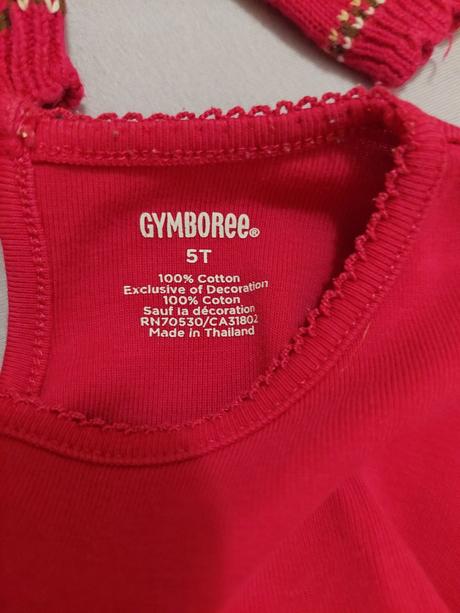 GYMBOREE®
5T
100% Cotton
Exclusive of Decoration
100% Coton
Sauf la décoration
RN70530/CA31802
Made in Thailand